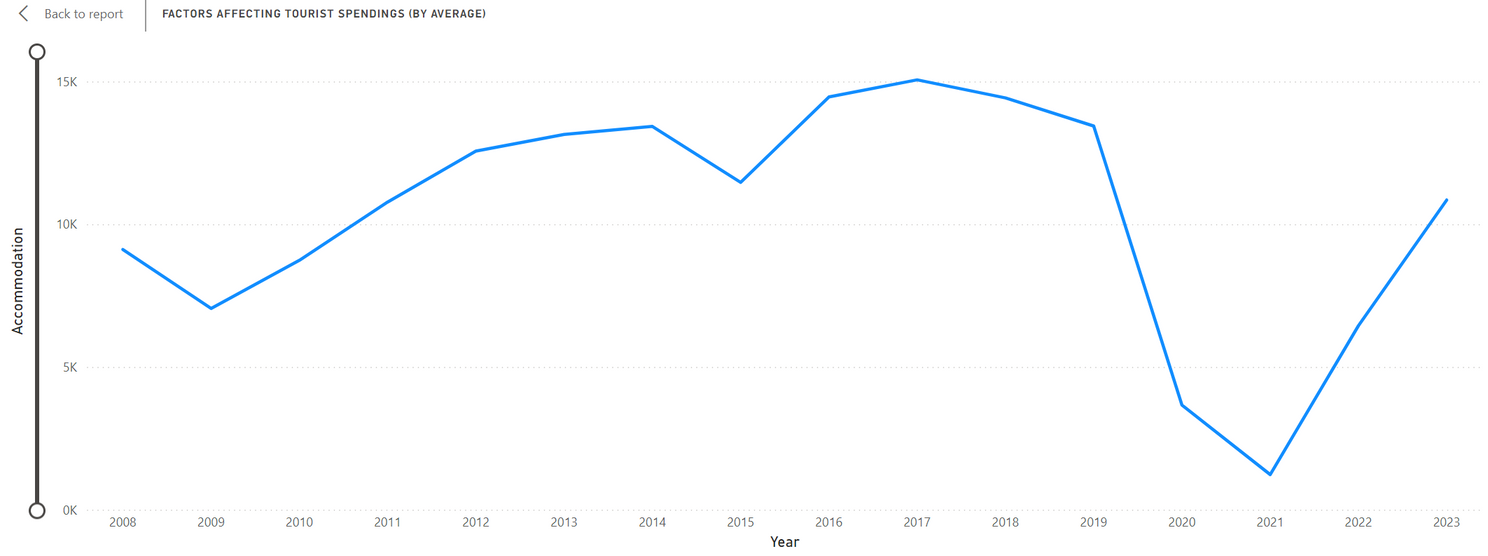 Back to report
FACTORS AFFECTING TOURIST SPENDINGS (BY AVERAGE)
Accommodation
15K
10K
5K
0K
2008 2009 2010 2011 2012 2013 2014 2015 2016 2017 2018 2019 2020 2021 2022 2023
Year